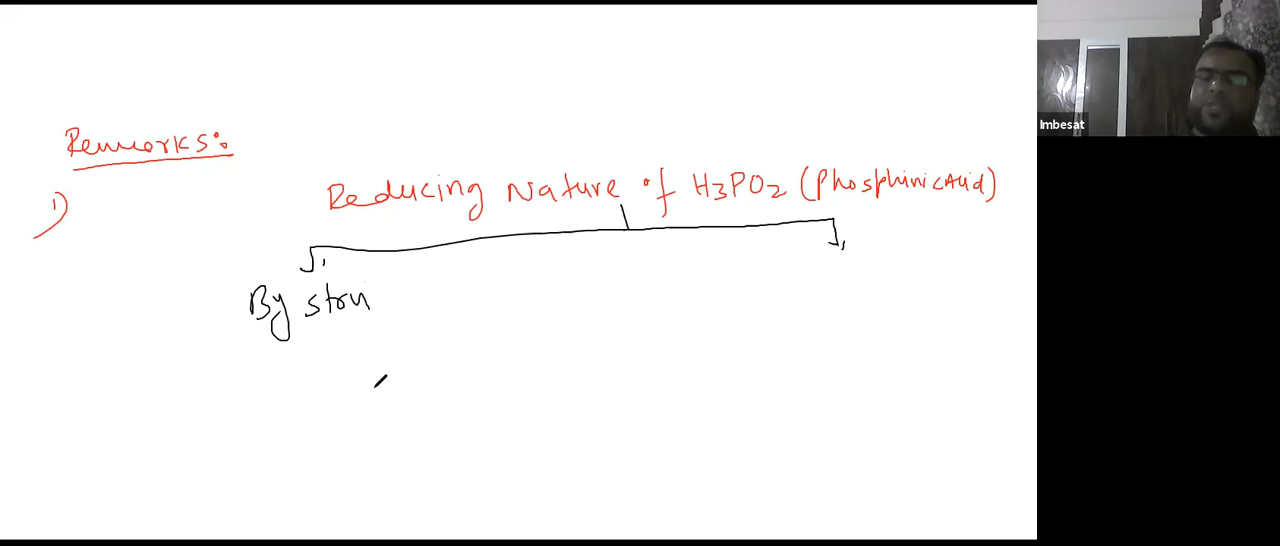 Remarks:
1)
Reducing Nature of H3PO2 (Phosphinic Acid)
By stru
Imbesat